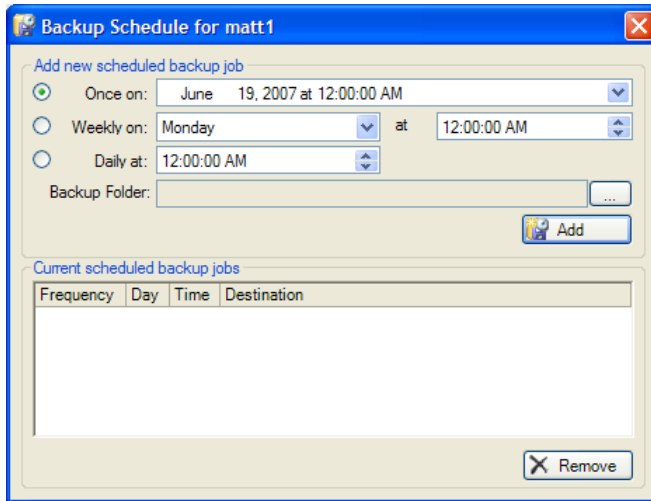 Backup Schedule for matt1
Add new scheduled backup job
Once on: June 19, 2007 at 12:00:00 AM
Weekly on: Monday at 12:00:00 AM
Daily at: 12:00:00 AM
Backup Folder: ...
Add
Current scheduled backup jobs
Frequency Day Time Destination
Remove